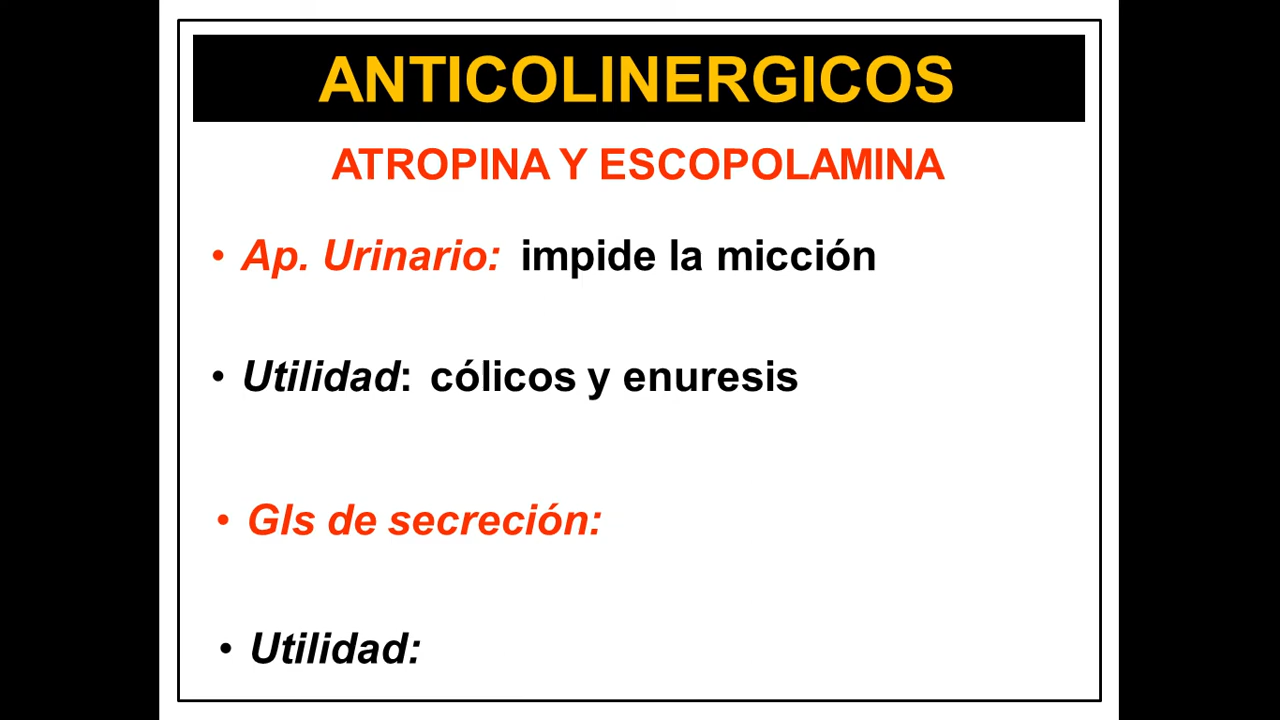 ANTICOLINERGICOS
ATROPINA Y ESCOPOLAMINA
• Ap. Urinario: impide la micción
• Utilidad: cólicos y enuresis
• Gls de secreción:
• Utilidad: